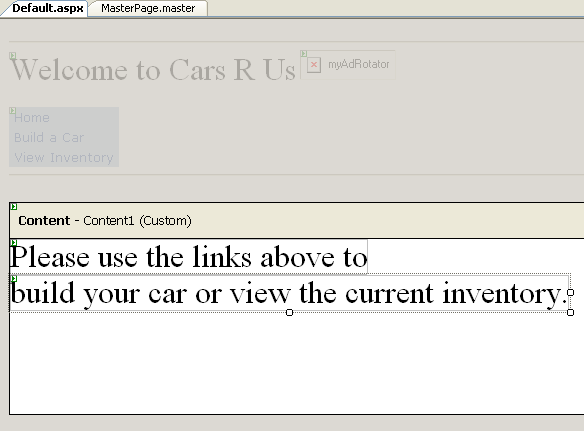 Default.aspx MasterPage.master
Welcome to Cars R Us myAdRotator
Home
Build a Car
View Inventory
Content - Content1 (Custom)
Please use the links above to
build your car or view the current inventory.